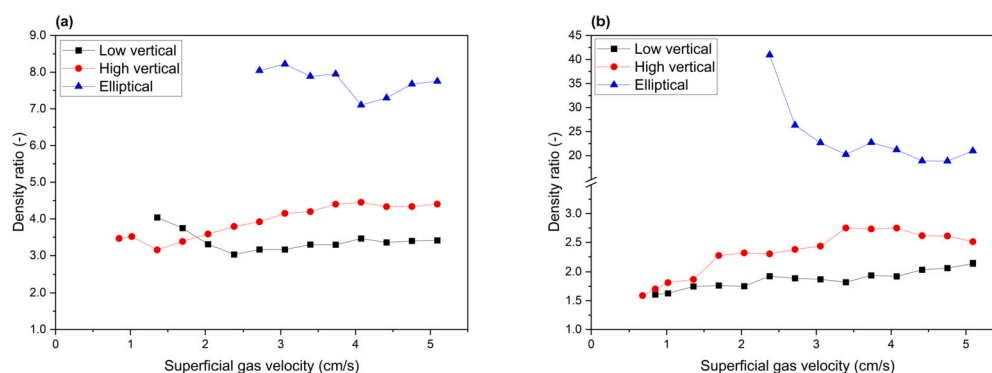 (a)
9.0
8.0
7.0
6.0
5.0
4.0
3.0
2.0
1.0
0
1
2
3
4
5
Density ratio (-)
Superficial gas velocity (cm/s)
Low vertical
High vertical
Elliptical
(b)
45
40
35
30
25
20
3.0
2.5
2.0
1.5
1.0
0
1
2
3
4
5
Density ratio (-)
Superficial gas velocity (cm/s)
Low vertical
High vertical
Elliptical